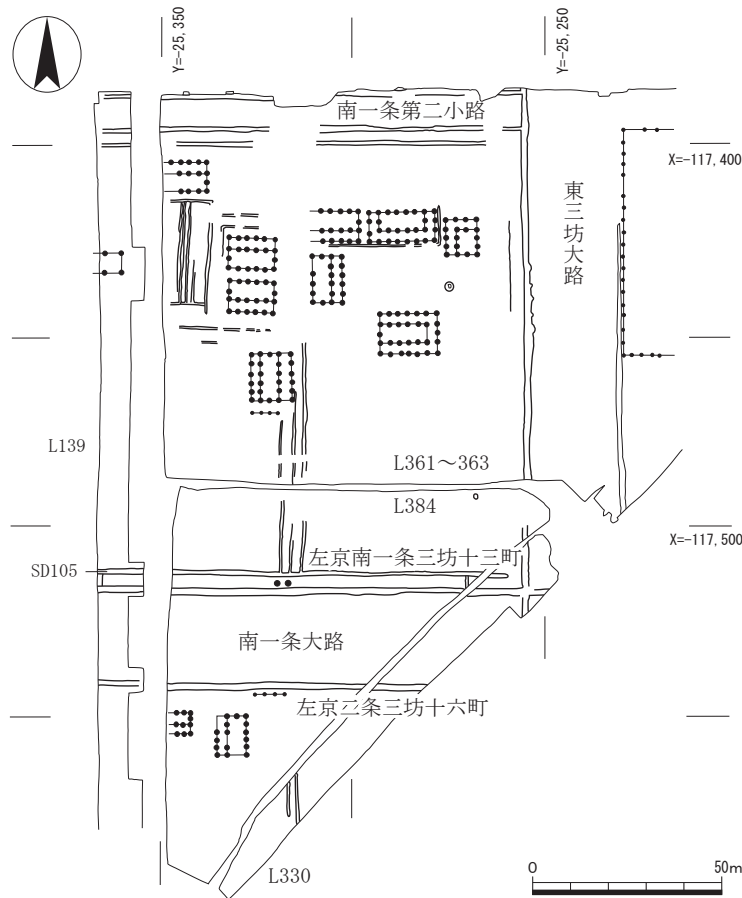 Y=-25,350
Y=-25,250
南一条第二小路
X=-117,400
東三坊大路
L139
L361～363
L384
X=-117,500
左京南一条三坊十三町
SD105
南一条大路
左京二条三坊十六町
L330
0
50m